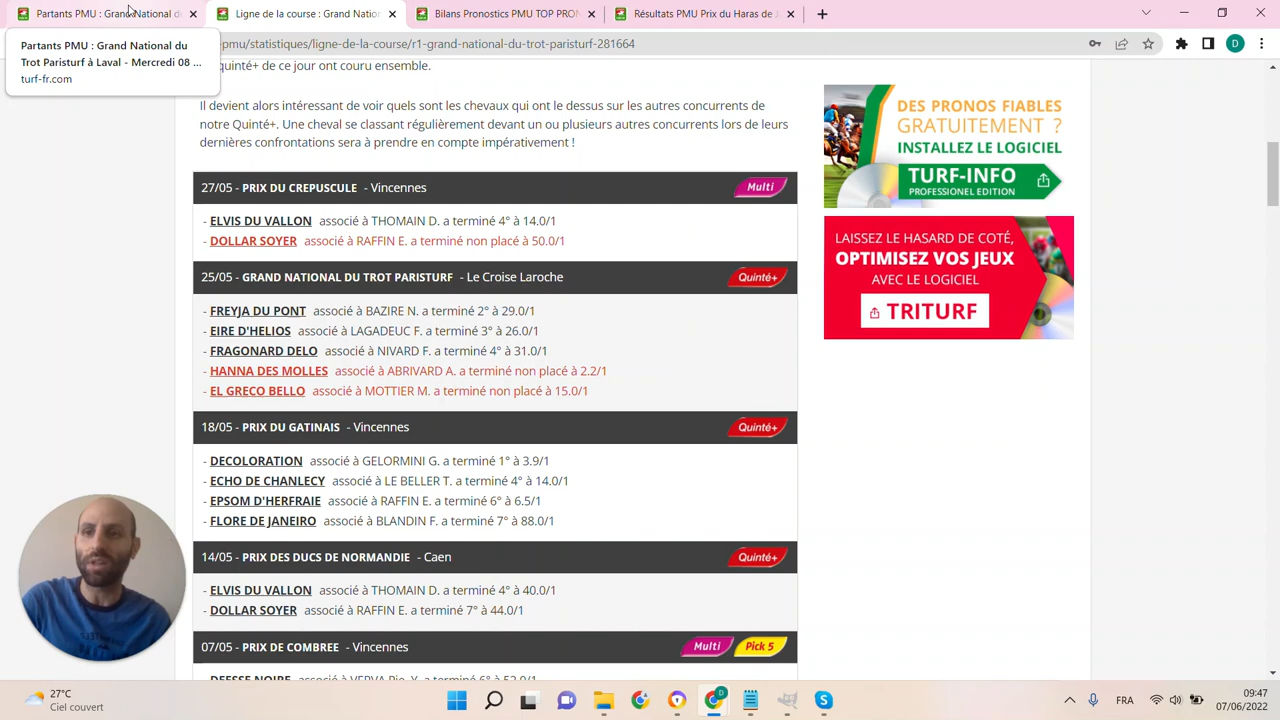 Partants PMU : Grand National d
Ligne de la course : Grand Nation
Bilans Pronostics PMU TOP PRON
Résultats PMU Prix du Haras de J
Partants PMU : Grand National du
Trot Paristurf à Laval - Mercredi 08 ...
turf-fr.com
pmu/statistiques/ligne-de-la-course/r1-grand-national-du-trot-paristurf-281664
quinté+ de ce jour ont couru ensemble.
Il devient alors intéressant de voir quels sont les chevaux qui ont le dessus sur les autres concurrents de
notre Quinté+. Une cheval se classant régulièrement devant un ou plusieurs autres concurrents lors de leurs
dernières confrontations sera à prendre en compte impérativement !
27/05 - PRIX DU CREPUSCULE - Vincennes Multi
- ELVIS DU VALLON associé à THOMAIN D. a terminé 4° à 14.0/1
- DOLLAR SOYER associé à RAFFIN E. a terminé non placé à 50.0/1
25/05 - GRAND NATIONAL DU TROT PARISTURF - Le Croise Laroche Quinté+
- FREYJA DU PONT associé à BAZIRE N. a terminé 2° à 29.0/1
- EIRE D'HELIOS associé à LAGADEUC F. a terminé 3° à 26.0/1
- FRAGONARD DELO associé à NIVARD F. a terminé 4° à 31.0/1
- HANNA DES MOLLES associé à ABRIVARD A. a terminé non placé à 2.2/1
- EL GRECO BELLO associé à MOTTIER M. a terminé non placé à 15.0/1
18/05 - PRIX DU GATINAIS - Vincennes Quinté+
- DECOLORATION associé à GELORMINI G. a terminé 1° à 3.9/1
- ECHO DE CHANLECY associé à LE BELLER T. a terminé 4° à 14.0/1
- EPSOM D'HERFRAIE associé à RAFFIN E. a terminé 6° à 6.5/1
- FLORE DE JANEIRO associé à BLANDIN F. a terminé 7° à 88.0/1
14/05 - PRIX DES DUCS DE NORMANDIE - Caen Quinté+
- ELVIS DU VALLON associé à THOMAIN D. a terminé 4° à 40.0/1
- DOLLAR SOYER associé à RAFFIN E. a terminé 7° à 44.0/1
07/05 - PRIX DE COMBREE - Vincennes Multi Pick 5
DES PRONOS FIABLES
GRATUITEMENT ?
INSTALLEZ LE LOGICIEL
TURF-INFO
PROFESSIONEL EDITION
LAISSEZ LE HASARD DE COTÉ,
OPTIMISEZ VOS JEUX
AVEC LE LOGICIEL
TRITURF
27°C
Ciel couvert
FRA
09:47
07/06/2022
D
D